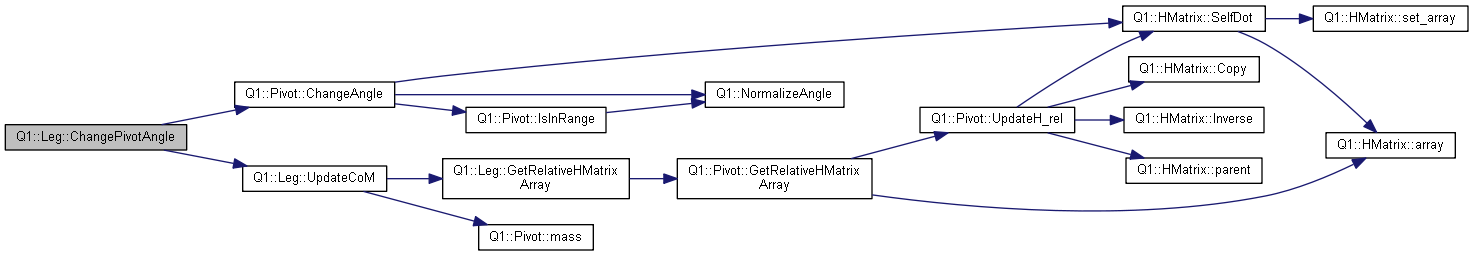 Q1::Leg::ChangePivotAngle
Q1::Pivot::ChangeAngle
Q1::Leg::UpdateCoM
Q1::Pivot::IsInRange
Q1::Leg::GetRelativeHMatrix
Array
Q1::Pivot::mass
Q1::NormalizeAngle
Q1::Pivot::GetRelativeHMatrix
Array
Q1::Pivot::UpdateH_rel
Q1::HMatrix::SelfDot
Q1::HMatrix::Copy
Q1::HMatrix::Inverse
Q1::HMatrix::parent
Q1::HMatrix::set_array
Q1::HMatrix::array